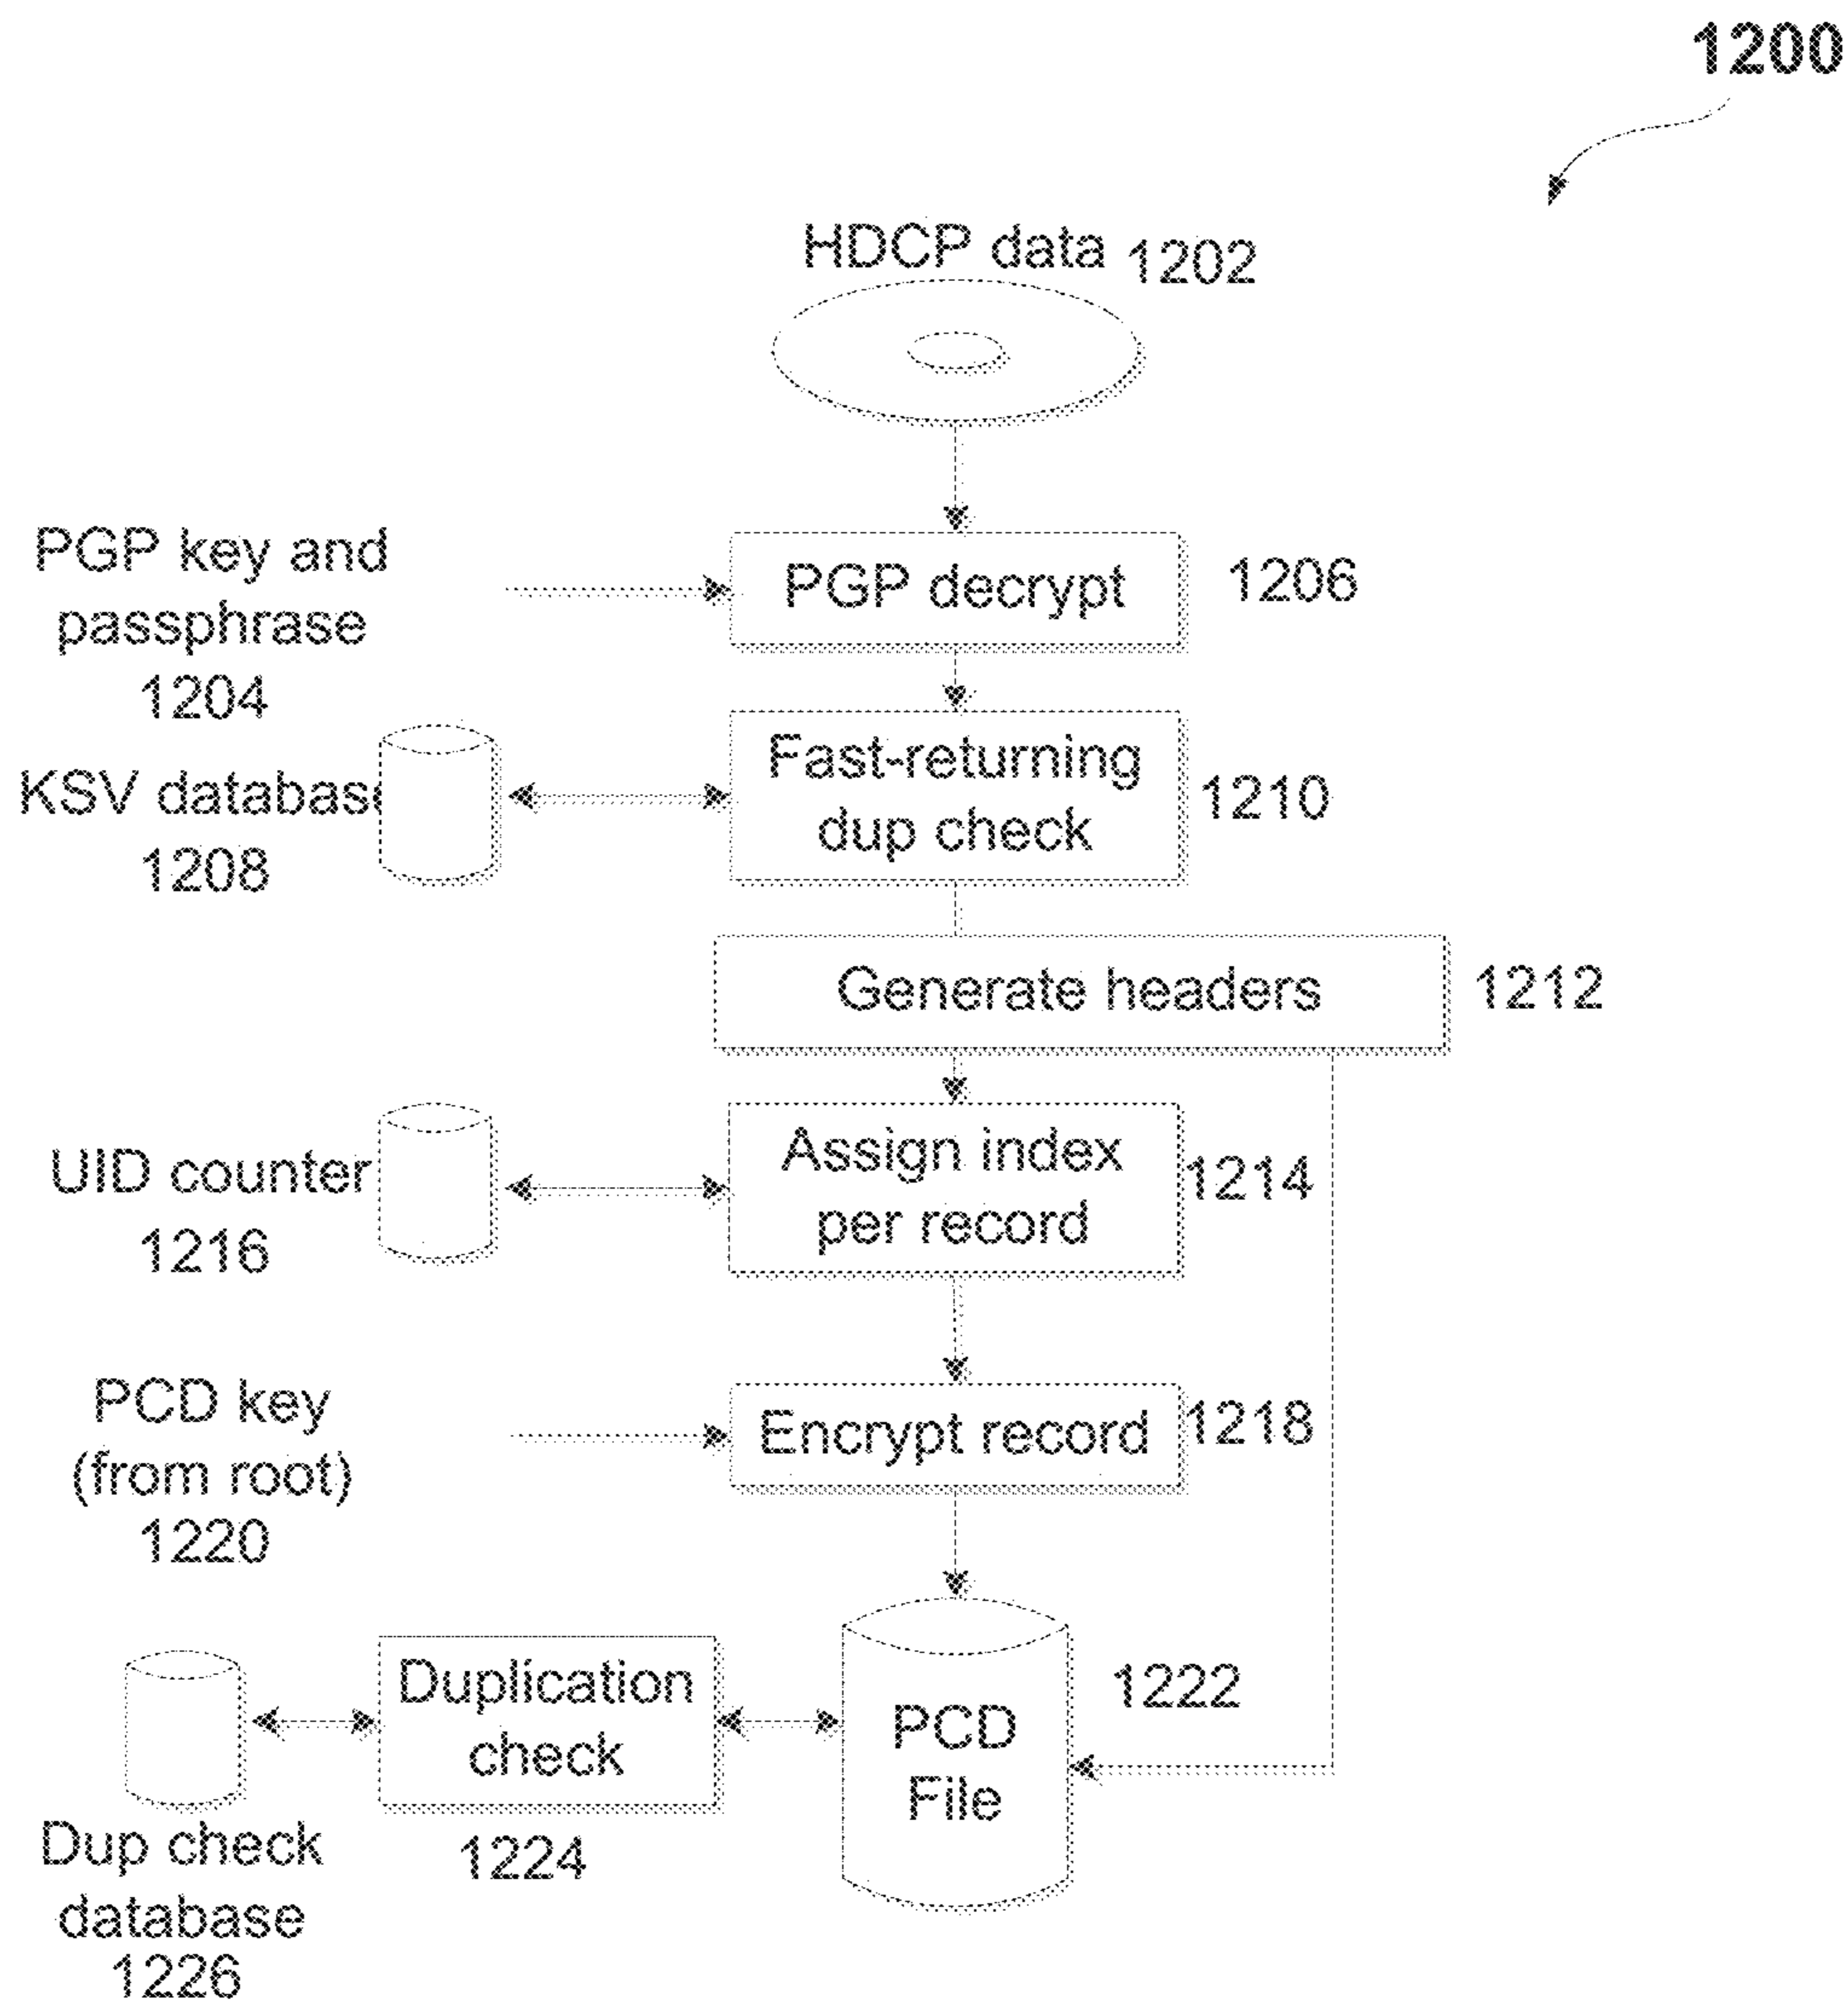 1200
HDCP data 1202
PGP key and
passphrase
1204
PGP decrypt
1206
KSV databas
1208
Fast-returning
dup check
1210
Generate headers
1212
UID counter
1216
Assign index
per record
1214
PCD key
(from root)
1220
Encrypt record
1218
PCD
File
1222
Duplication
check
1224
Dup check
database
1226